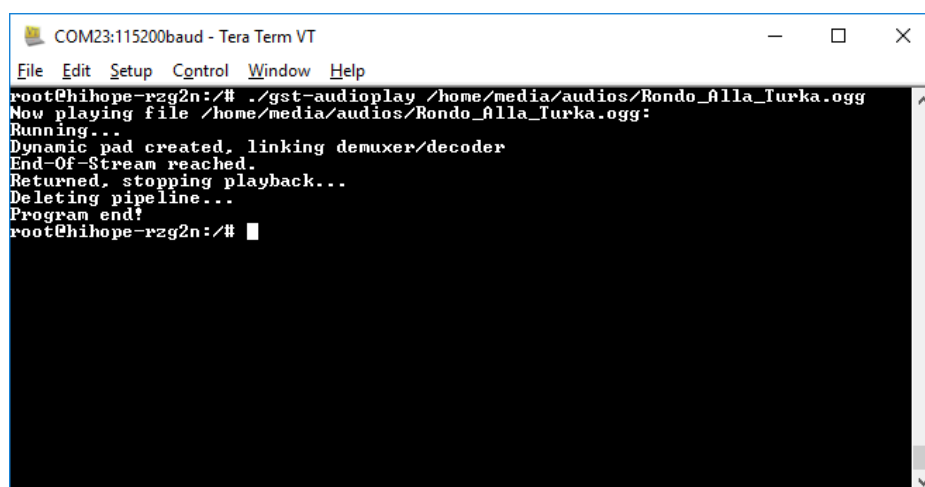 COM23:115200baud - Tera Term VT
File Edit Setup Control Window Help
root@hihope-rzg2n:/# ./gst-audioplay /home/media/audios/Rondo_Alla_Turka.ogg
Now playing file /home/media/audios/Rondo_Alla_Turka.ogg:
Running...
Dynamic pad created, linking demuxer/decoder
End-Of-Stream reached.
Returned, stopping playback...
Deleting pipeline...
Program end!
root@hihope-rzg2n:/#